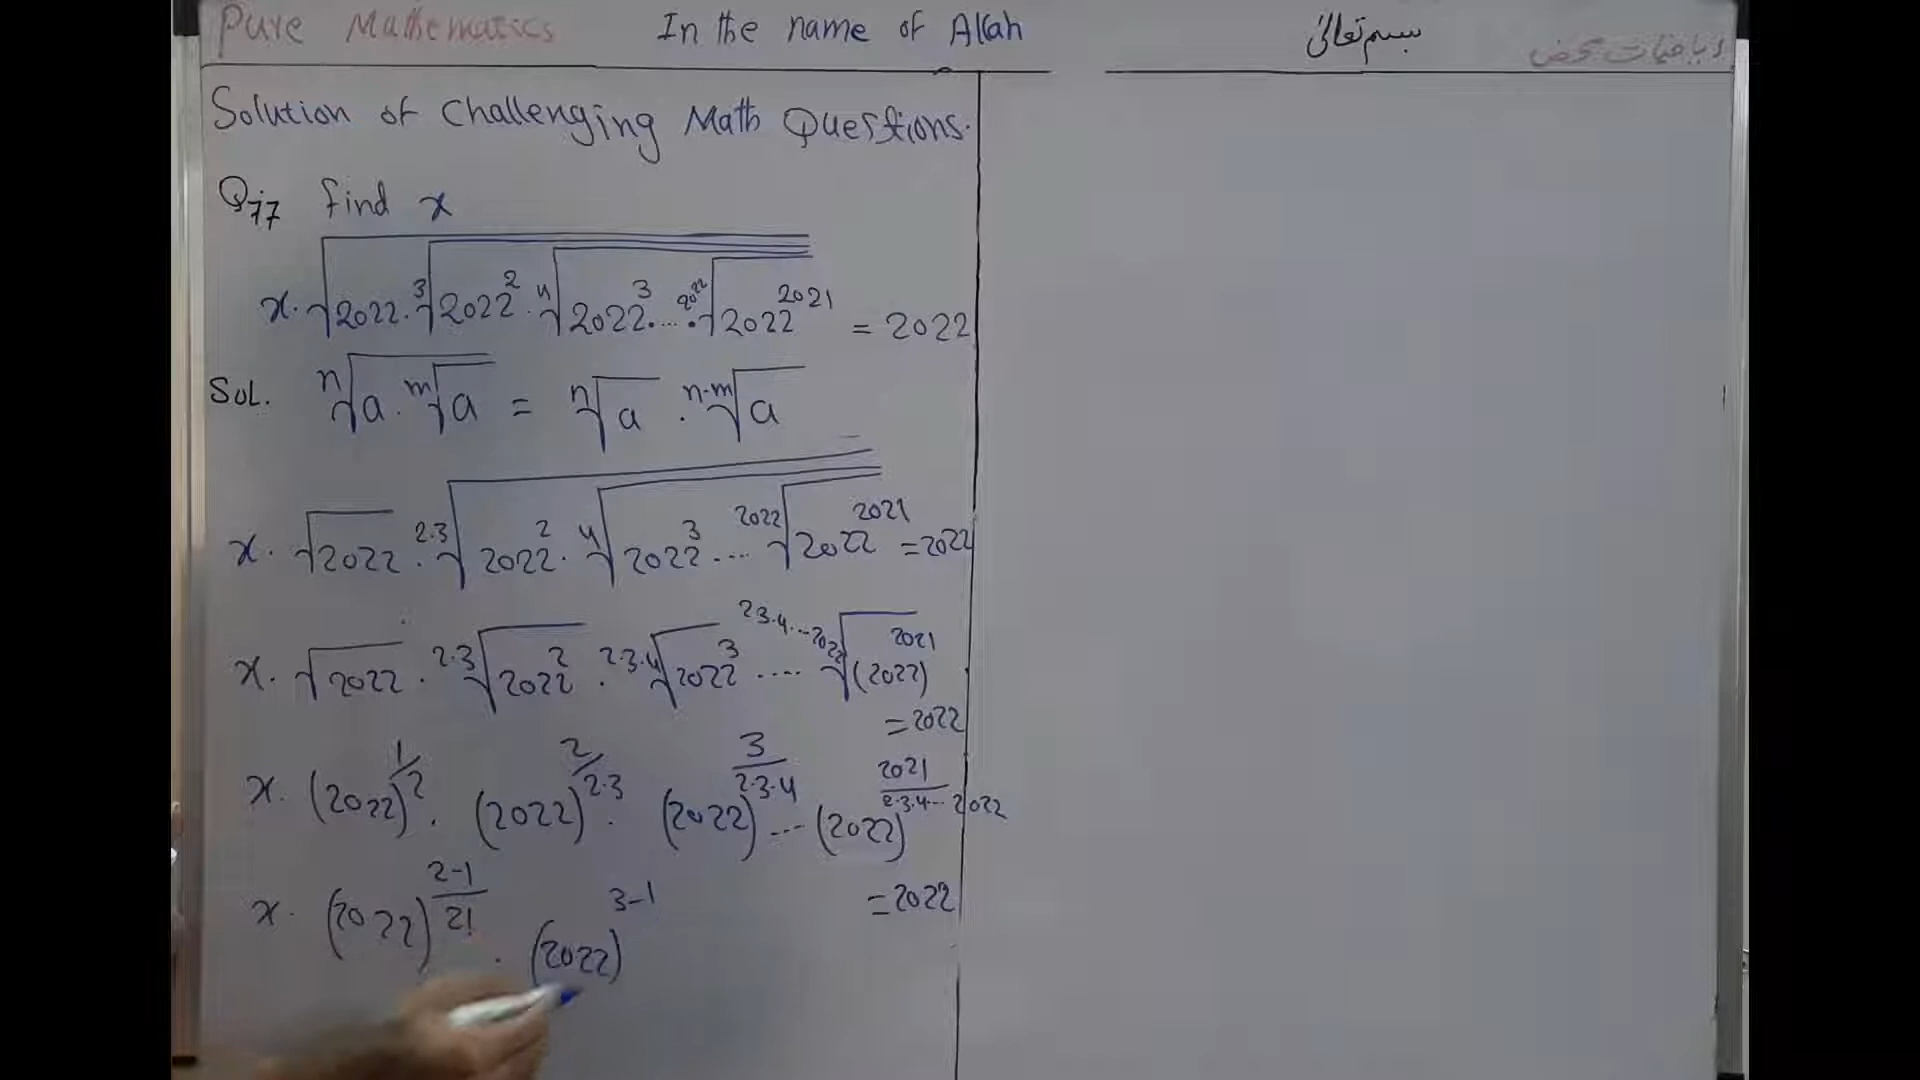 Pure Mathematics In the name of Allah بسم تعالیٰ ریاضیات محض
Solution of Challenging Math Questions.
Q77 find x
x.√2022.³√2022².⁴√2022³....²⁰²²√2022²⁰²¹ = 2022
Sol. ⁿ√a.ᵐ√a = ⁿ√a . ⁿ·ᵐ√a
x.√2022 . ²·³√2022².⁴√2022³....²⁰²²√2022²⁰²¹ = 2022
x.√2022 . ²·³√2022² . ²·³·⁴√2022³ .... ²·³·⁴···²⁰²²√(2022)²⁰²¹
= 2022
x. (2022)^1/2 . (2022)^2/2·3 . (2022)^3/2·3·4 ... (2022)^2021/2·3·4...2022
= 2022
x. (2022)^2-1/2! . (2022)^3-1